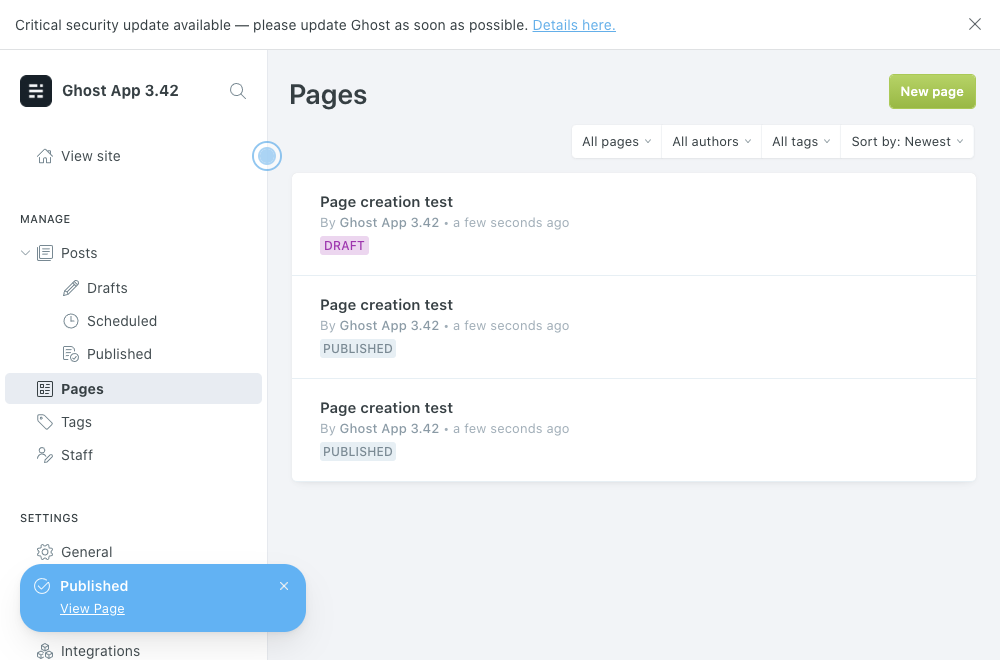 Critical security update available — please update Ghost as soon as possible. Details here.
Ghost App 3.42
View site
MANAGE
Posts
Drafts
Scheduled
Published
Pages
Tags
Staff
SETTINGS
General
Published
View Page
Integrations
Pages
New page
All pages
All authors
All tags
Sort by: Newest
Page creation test
By Ghost App 3.42 • a few seconds ago
DRAFT
Page creation test
By Ghost App 3.42 • a few seconds ago
PUBLISHED
Page creation test
By Ghost App 3.42 • a few seconds ago
PUBLISHED